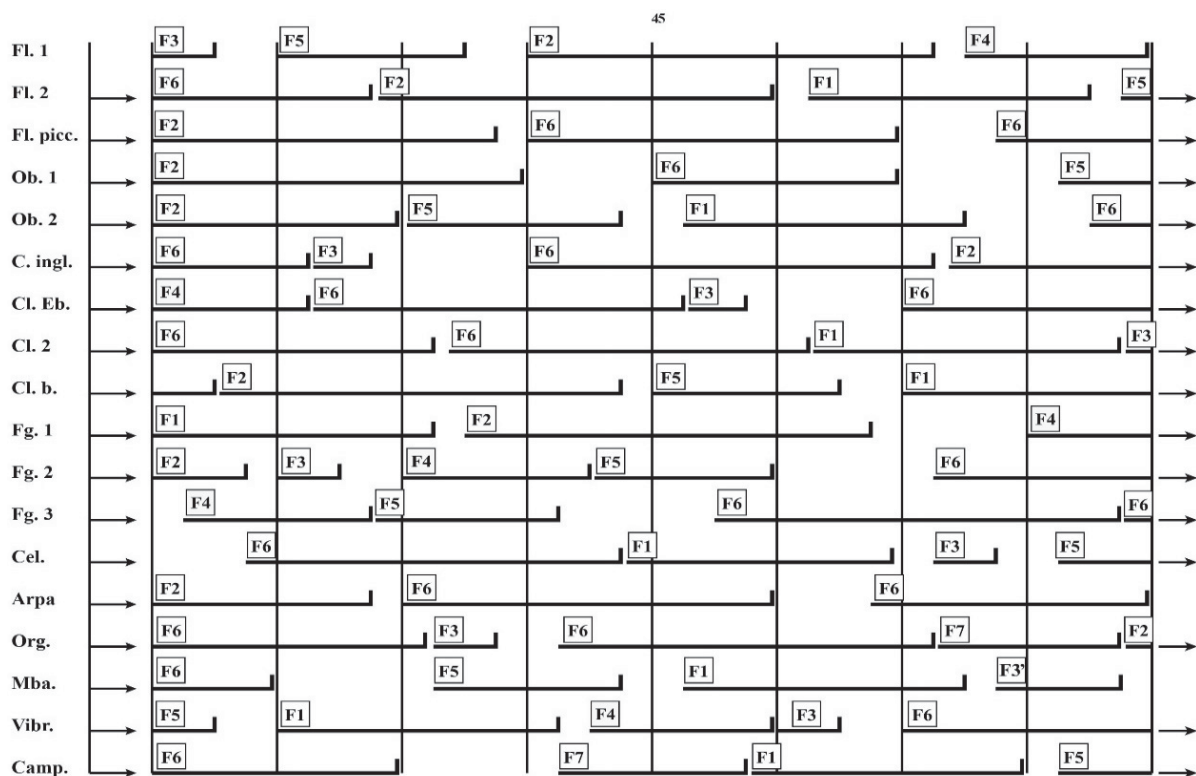 45
Fl. 1 F3 F5 F2 F4
Fl. 2 F6 F2 F1 F5
Fl. picc. F2 F6 F6
Ob. 1 F2 F6 F5
Ob. 2 F2 F5 F1 F6
C. ingl. F6 F3 F6 F2
Cl. Eb. F4 F6 F3 F6
Cl. 2 F6 F6 F1 F3
Cl. b. F2 F5 F1
Fg. 1 F1 F2 F4
Fg. 2 F2 F3 F4 F5 F6
Fg. 3 F4 F5 F6 F6
Cel. F6 F1 F3 F5
Arpa F2 F6 F6
Org. F6 F3 F6 F7 F2
Mba. F6 F5 F1 F3’
Vibr. F5 F1 F4 F3 F6
Camp. F6 F7 F1 F5